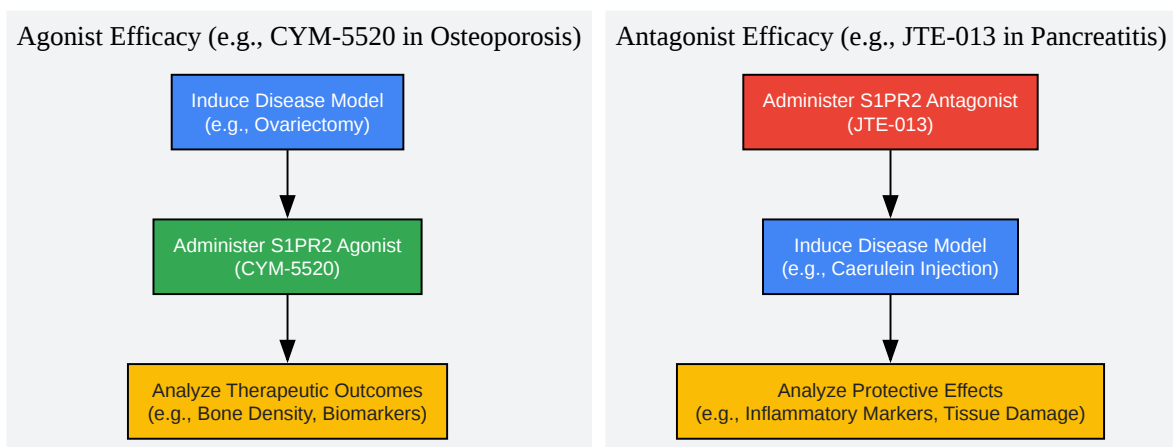 Agonist Efficacy (e.g., CYM-5520 in Osteoporosis)
Induce Disease Model
(e.g., Ovariectomy)
Administer S1PR2 Agonist
(CYM-5520)
Analyze Therapeutic Outcomes
(e.g., Bone Density, Biomarkers)
Antagonist Efficacy (e.g., JTE-013 in Pancreatitis)
Administer S1PR2 Antagonist
(JTE-013)
Induce Disease Model
(e.g., Caerulein Injection)
Analyze Protective Effects
(e.g., Inflammatory Markers, Tissue Damage)